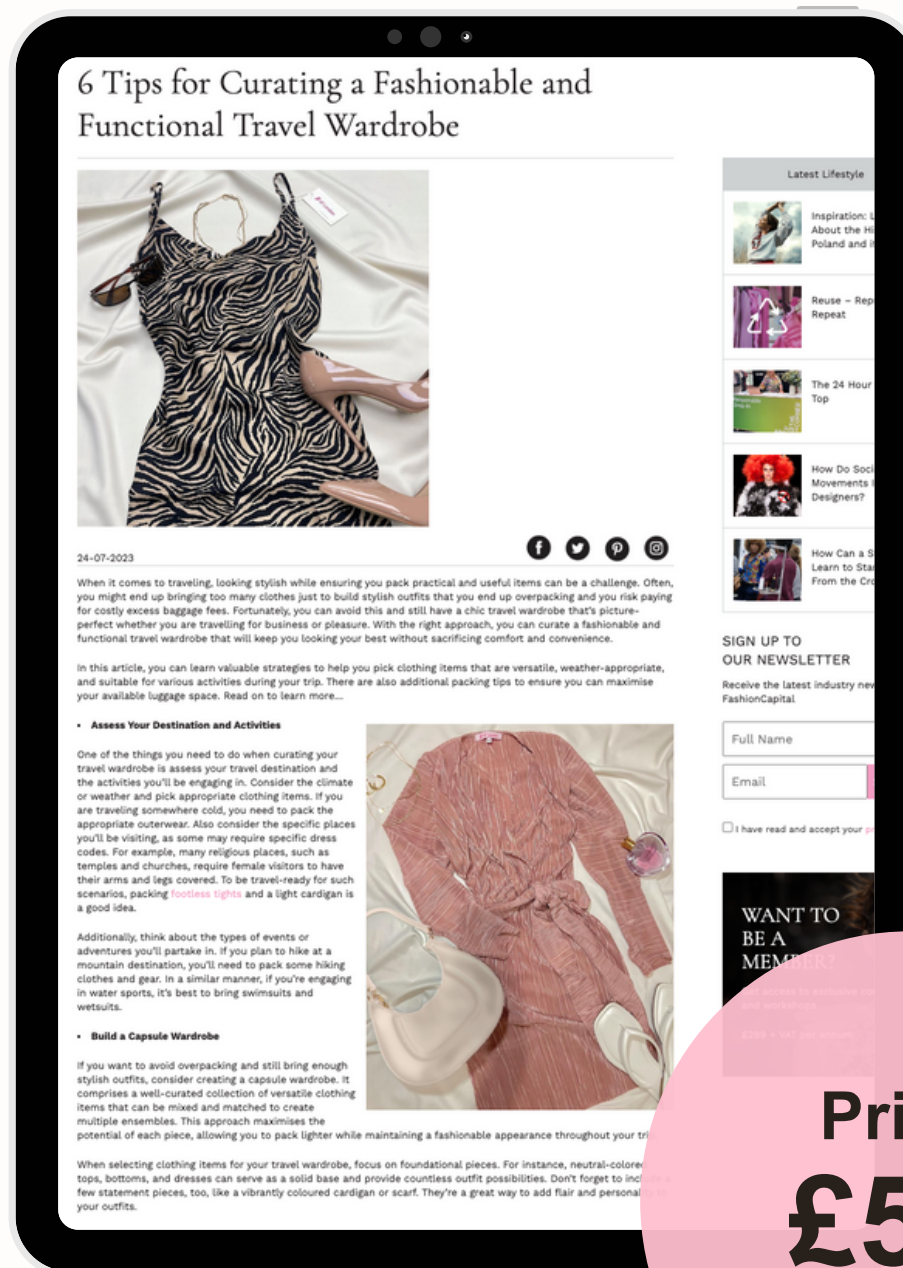 6 Tips for Curating a Fashionable and
Functional Travel Wardrobe
24-07-2023
When it comes to traveling, looking stylish while ensuring you pack practical and useful items can be a challenge. Often,
you might end up bringing too many clothes just to build stylish outfits that you end up overpacking and you risk paying
for costly excess baggage fees. Fortunately, you can avoid this and still have a chic travel wardrobe that's picture-
perfect whether you are travelling for business or pleasure. With the right approach, you can curate a fashionable and
functional travel wardrobe that will keep you looking your best without sacrificing comfort and convenience.
In this article, you can learn valuable strategies to help you pick clothing items that are versatile, weather-appropriate,
and suitable for various activities during your trip. There are also additional packing tips to ensure you can maximise
your available luggage space. Read on to learn more...
• Assess Your Destination and Activities
One of the things you need to do when curating your
travel wardrobe is assess your travel destination and
the activities you'll be engaging in. Consider the climate
or weather and pick appropriate clothing items. If you
are traveling somewhere cold, you need to pack the
appropriate outerwear. Also consider the specific places
you'll be visiting, as some may require specific dress
codes. For example, many religious places, such as
temples and churches, require female visitors to have
their arms and legs covered. To be travel-ready for such
scenarios, packing footless tights and a light cardigan is
a good idea.
Additionally, think about the types of events or
adventures you'll partake in. If you plan to hike at a
mountain destination, you'll need to pack some hiking
clothes and gear. In a similar manner, if you're engaging
in water sports, it's best to bring swimsuits and
wetsuits.
• Build a Capsule Wardrobe
If you want to avoid overpacking and still bring enough
stylish outfits, consider creating a capsule wardrobe. It
comprises a well-curated collection of versatile clothing
items that can be mixed and matched to create
multiple ensembles. This approach maximises the
potential of each piece, allowing you to pack lighter while maintaining a fashionable appearance throughout your tri
When selecting clothing items for your travel wardrobe, focus on foundational pieces. For instance, neutral-colored
tops, bottoms, and dresses can serve as a solid base and provide countless outfit possibilities. Don't forget to include a
few statement pieces, too, like a vibrantly coloured cardigan or scarf. They're a great way to add flair and personality to
your outfits.
Latest Lifestyle
Inspiration: L
About the Hi
Poland and i
Reuse – Rep
Repeat
The 24 Hour
Top
How Do Soci
Movements I
Designers?
How Can a S
Learn to Sta
From the Cr
SIGN UP TO
OUR NEWSLETTER
Receive the latest industry new
FashionCapital
Full Name
Email
I have read and accept your pr
WANT TO
BE A
MEMBER?
Pri
£5